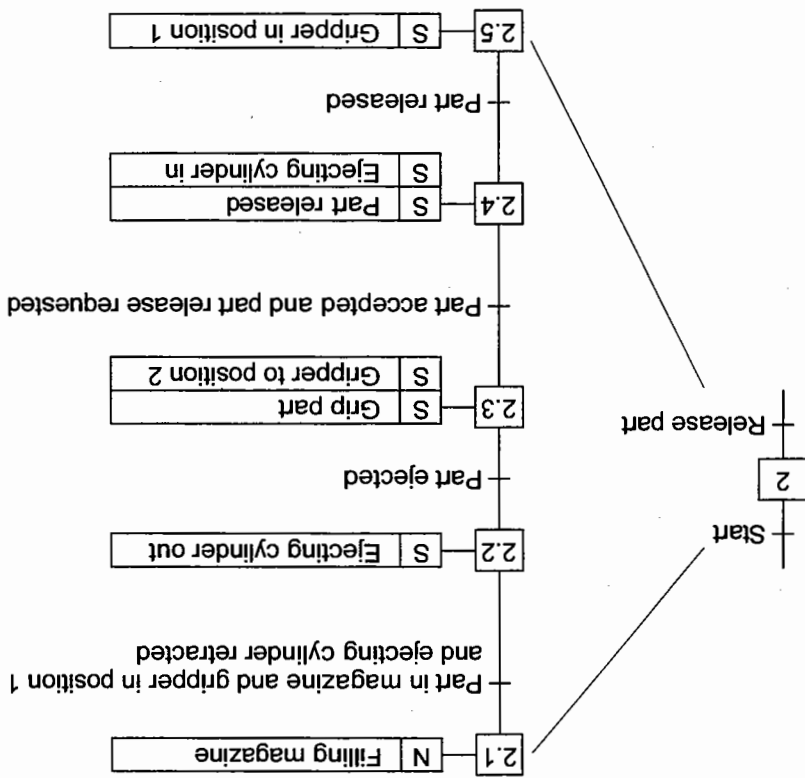 Start
2
Release part
2.1
N Filling magazine
Part in magazine and gripper in position 1
and ejecting cylinder retracted
2.2
S Ejecting cylinder out
Part ejected
2.3
S Grip part
S Gripper to position 2
Part accepted and part release requested
2.4
S Part released
S Ejecting cylinder in
Part released
2.5
S Gripper in position 1